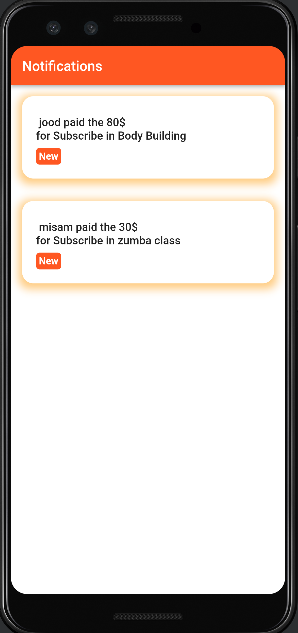 Notifications
jood paid the 80$
for Subscribe in Body Building
New
misam paid the 30$
for Subscribe in zumba class
New